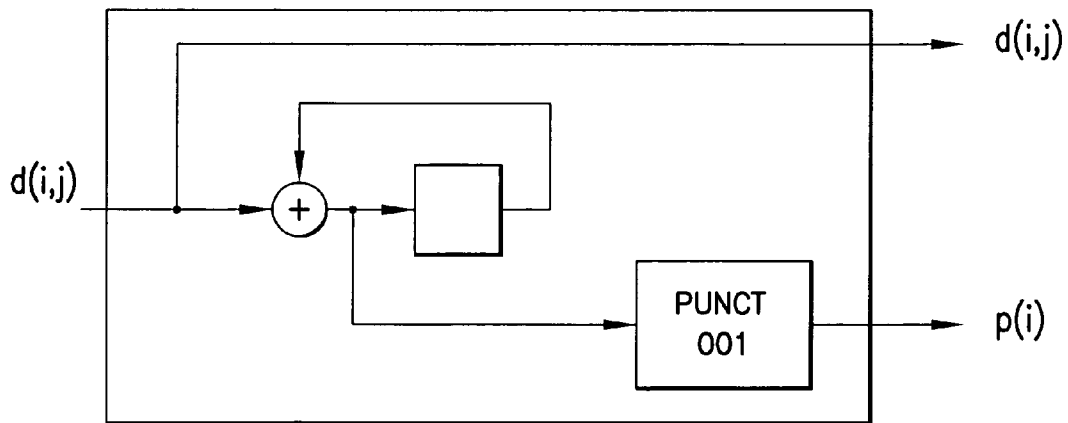 d(i,j)
d(i,j)
+
PUNCT
001
p(i)